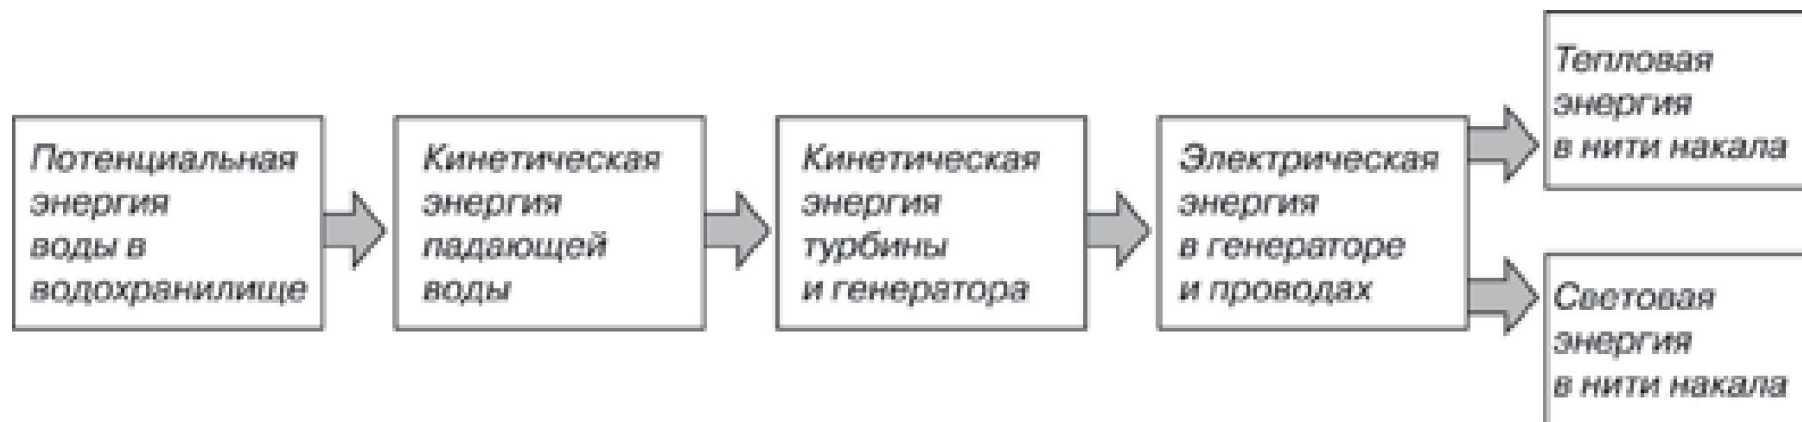 Потенциальная
энергия
воды в
водохранилище
Кинетическая
энергия
падающей
воды
Кинетическая
энергия
турбины
и генератора
Электрическая
энергия
в генераторе
и проводах
Тепловая
энергия
в нити накала
Световая
энергия
в нити накала